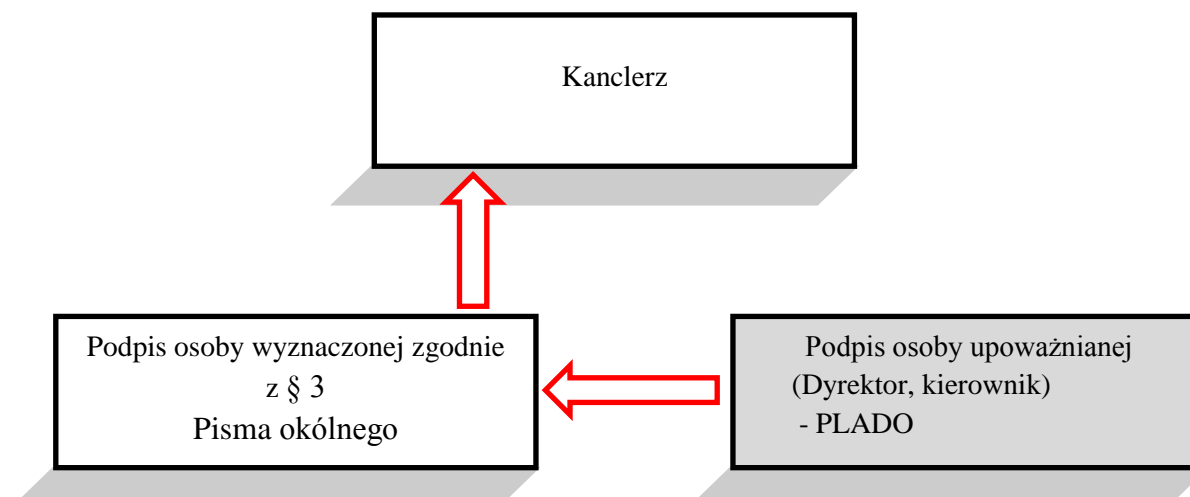 Kanclerz
Podpis osoby wyznaczonej zgodnie
z § 3
Pisma okólnego
Podpis osoby upoważnianej
(Dyrektor, kierownik)
- PLADO